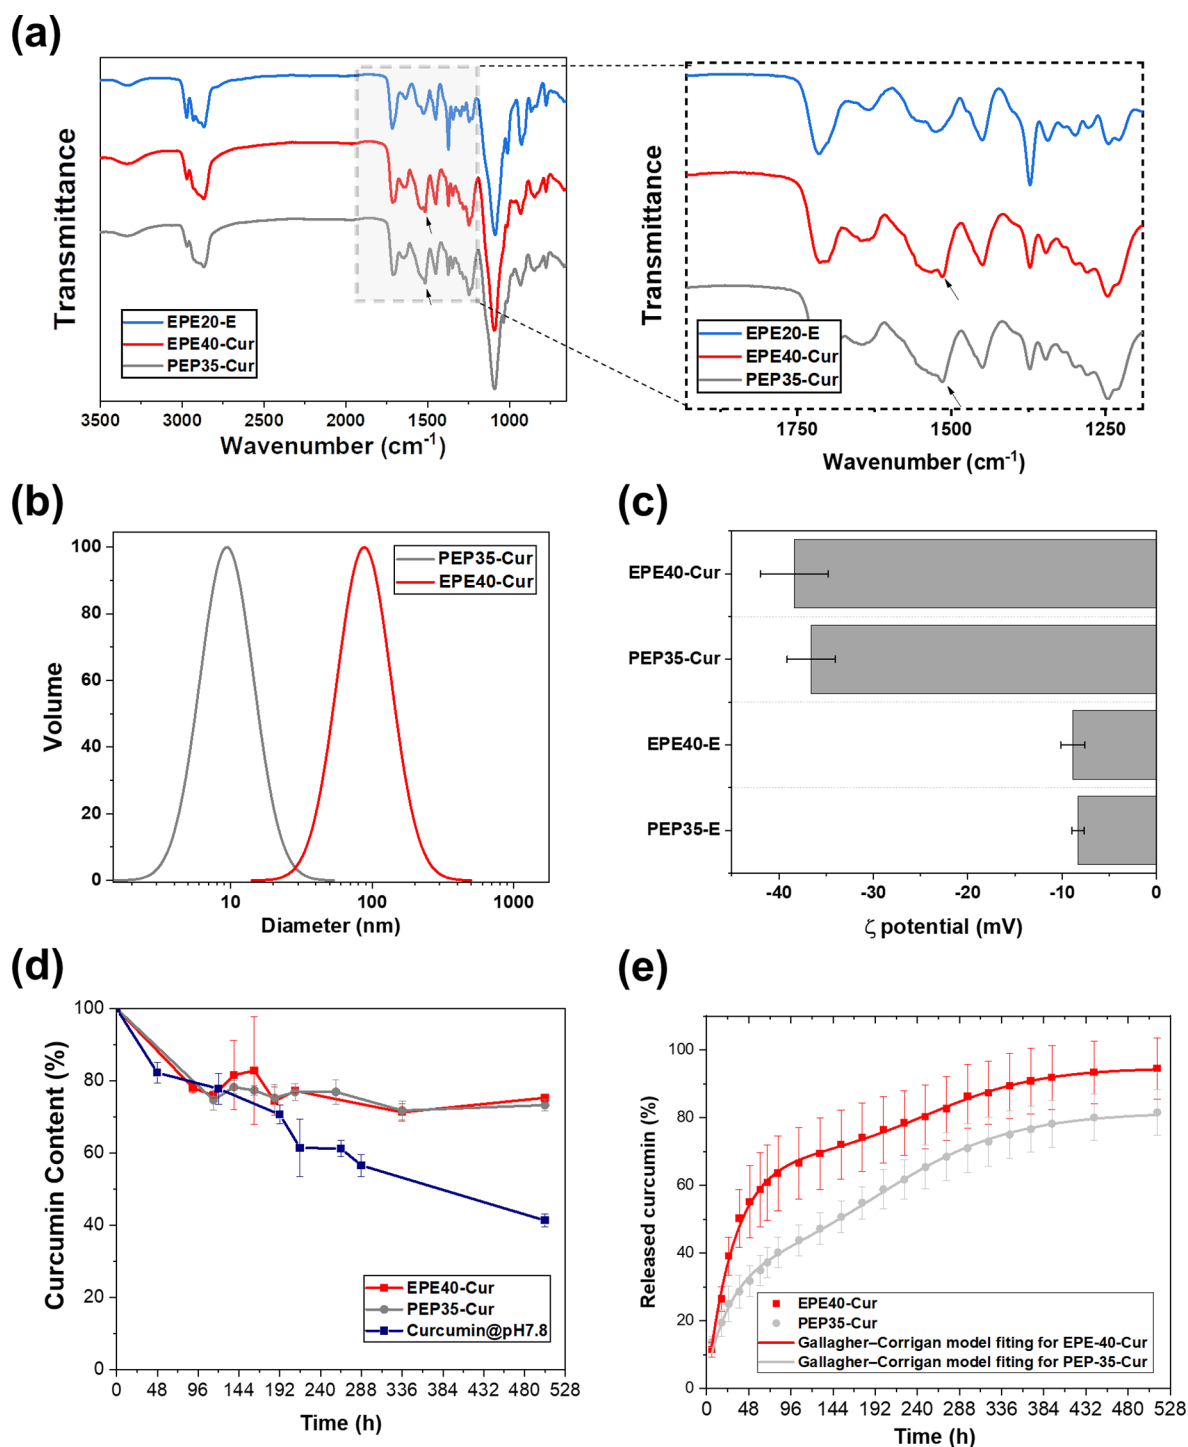 (a)
Transmittance
EPE20-E
EPE40-Cur
PEP35-Cur
3500 3000 2500 2000 1500 1000
Wavenumber (cm⁻¹)
Transmittance
EPE20-E
EPE40-Cur
PEP35-Cur
1750 1500 1250
Wavenumber (cm⁻¹)
(b)
Volume
100
80
60
40
20
0
PEP35-Cur
EPE40-Cur
10 100 1000
Diameter (nm)
(c)
EPE40-Cur
PEP35-Cur
EPE40-E
PEP35-E
-40 -30 -20 -10 0
ζ potential (mV)
(d)
Curcumin Content (%)
100
80
60
40
20
0
EPE40-Cur
PEP35-Cur
Curcumin@pH7.8
0 48 96 144 192 240 288 336 384 432 480 528
Time (h)
(e)
Released curcumin (%)
100
80
60
40
20
0
EPE40-Cur
PEP35-Cur
Gallagher–Corrigan model fiting for EPE-40-Cur
Gallagher–Corrigan model fiting for PEP-35-Cur
0 48 96 144 192 240 288 336 384 432 480 528
Time (h)